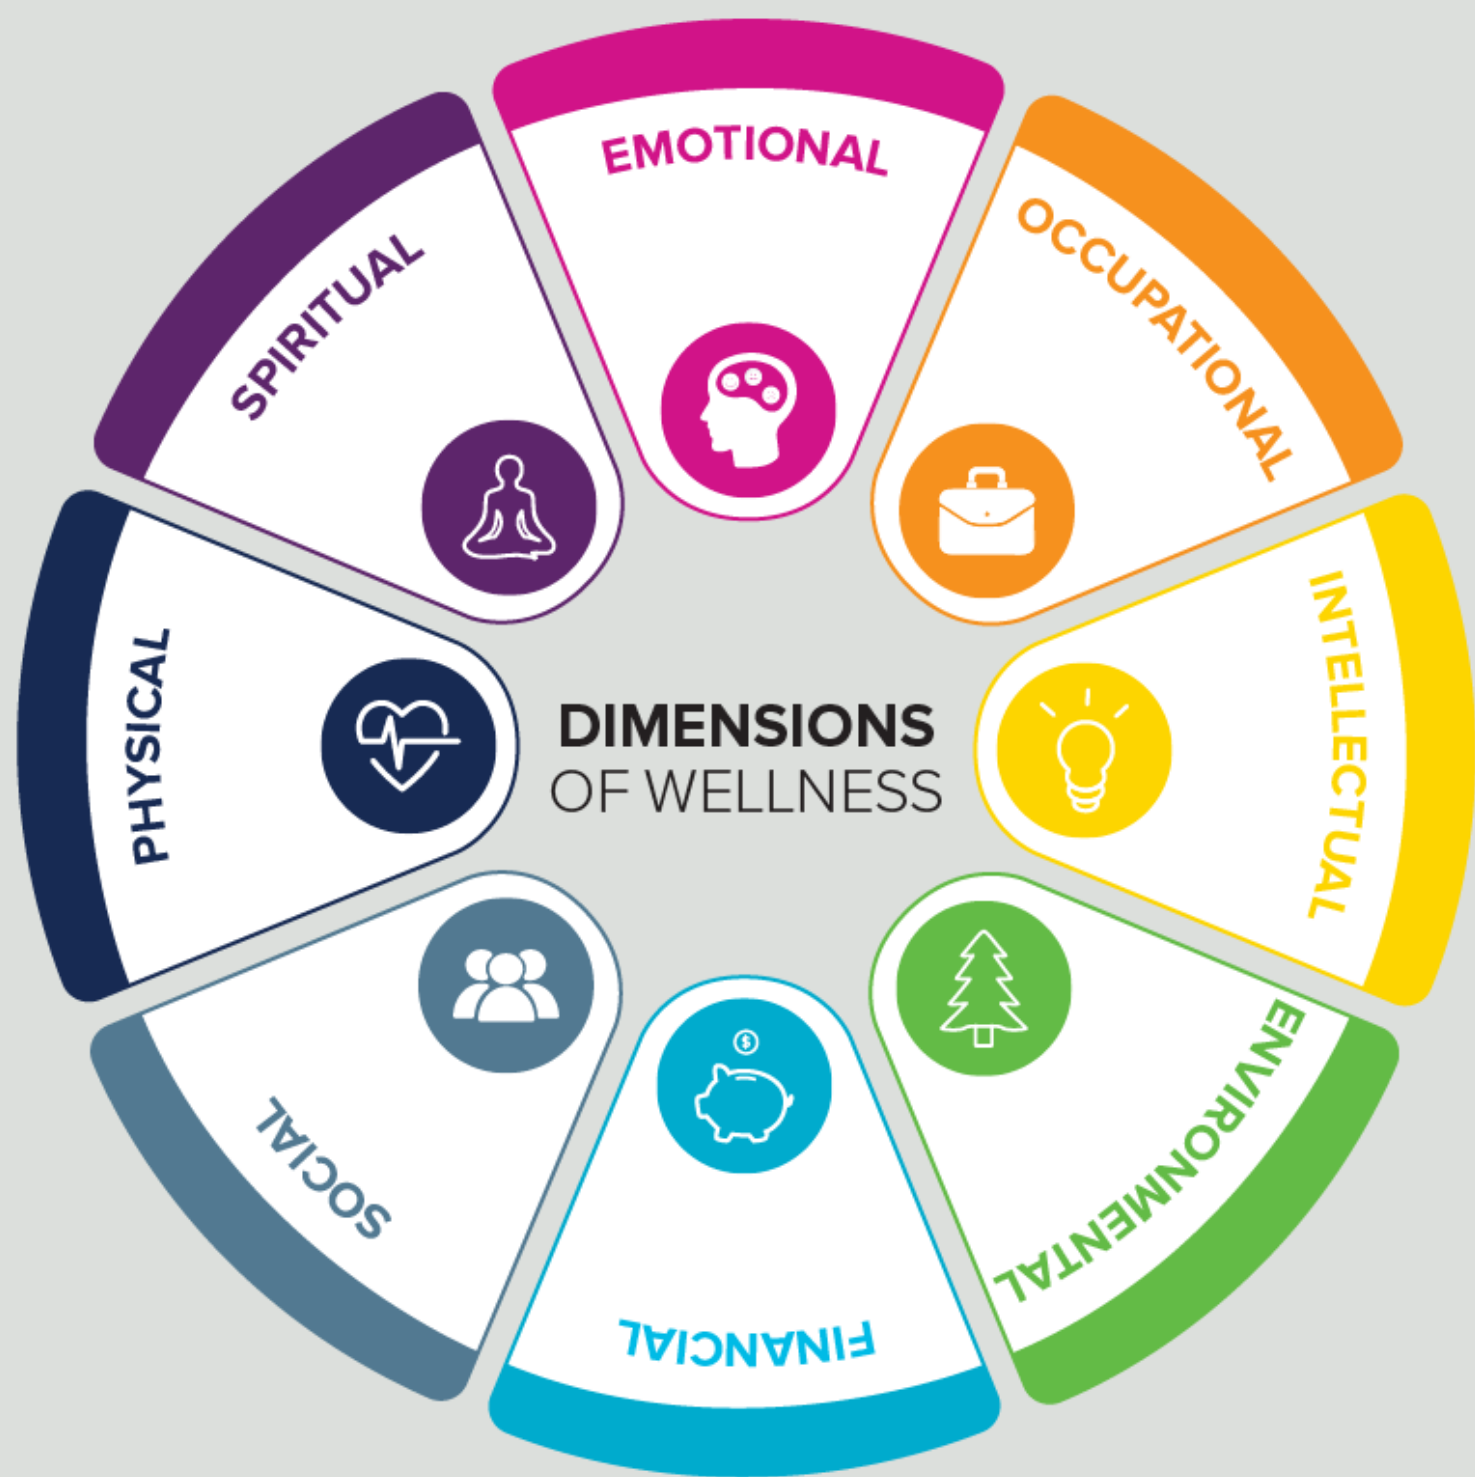 EMOTIONAL
OCCUPATIONAL
INTELLECTUAL
ENVIRONMENTAL
FINANCIAL
SOCIAL
PHYSICAL
SPIRITUAL
DIMENSIONS
OF WELLNESS
$